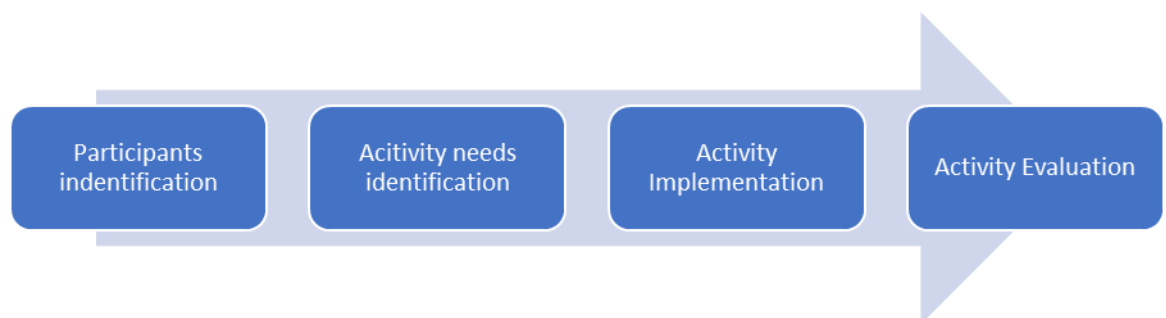 Participants
indentification
Acitivity needs
identification
Activity
Implementation
Activity Evaluation